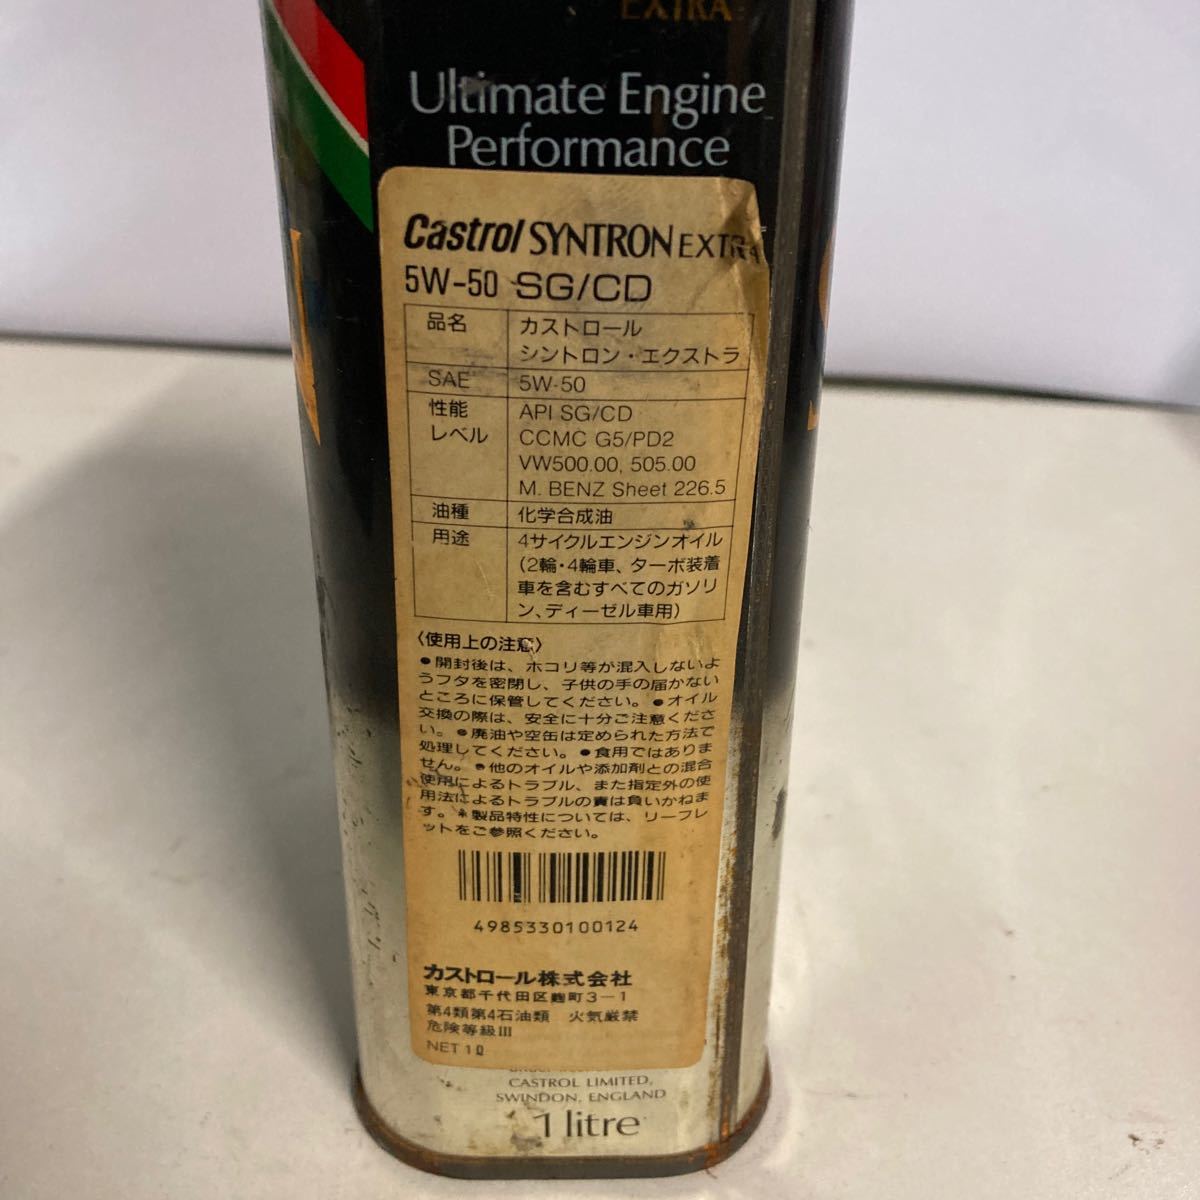 EXTRA
Ultimate Engine
Performance
Castrol SYNTRON EXTRA
5W-50 SG/CD
品名 カストロール
シントロン・エクストラ
SAE 5W-50
性能 API SG/CD
レベル CCMC G5/PD2
VW500.00, 505.00
M. BENZ Sheet 226.5
油種 化学合成油
用途 4サイクルエンジンオイル
(2輪・4輪車、ターボ装着
車を含むすべてのガソリ
ン、ディーゼル車用)
〈使用上の注意〉
●開封後は、ホコリ等が混入しないよ
うフタを密閉し、子供の手の届かない
ところに保管してください。●オイル
交換の際は、安全に十分ご注意くださ
い。●廃油や空缶は定められた方法で
処理してください。●食用ではありま
せん。●他のオイルや添加剤との混合
使用によるトラブル、また指定外の使
用法によるトラブルの責は負いかねま
す。*製品特性については、リーフレ
ットをご参照ください。
4985330100124
カストロール株式会社
東京都千代田区麴町3-1
第4類第4石油類 火気厳禁
危険等級III
NET 1ℓ
CASTROL LIMITED,
SWINDON, ENGLAND
1 litre